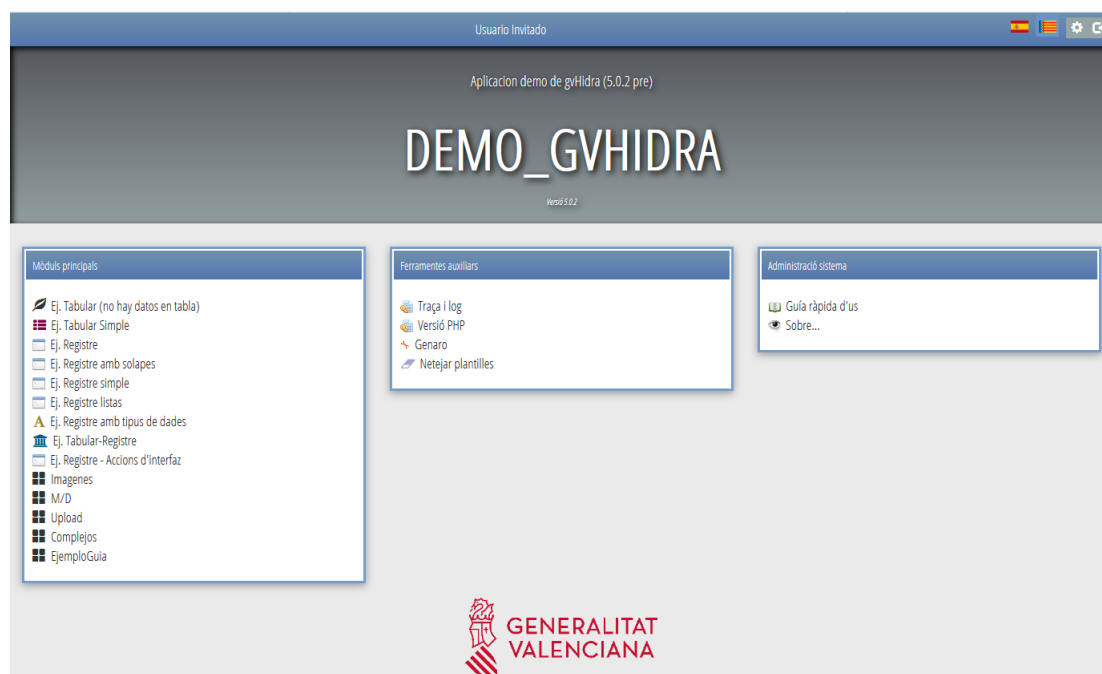 Usuario Invitado
Aplicacion demo de gvHidra (5.0.2 pre)
DEMO_GVHIDRA
Versió 5.0.2
Mòduls principals
Ej. Tabular (no hay datos en tabla)
Ej. Tabular Simple
Ej. Registre
Ej. Registre amb solapes
Ej. Registre simple
Ej. Registre listas
Ej. Registre amb tipus de dades
Ej. Tabular-Registre
Ej. Registre - Accions d'interfaz
Imagenes
M/D
Upload
Complejos
EjemploGuia
Ferramentes auxiliars
Traça i log
Versió PHP
Genaro
Netejar plantilles
Administració sistema
Guía ràpida d'us
Sobre...
GENERALITAT
VALENCIANA